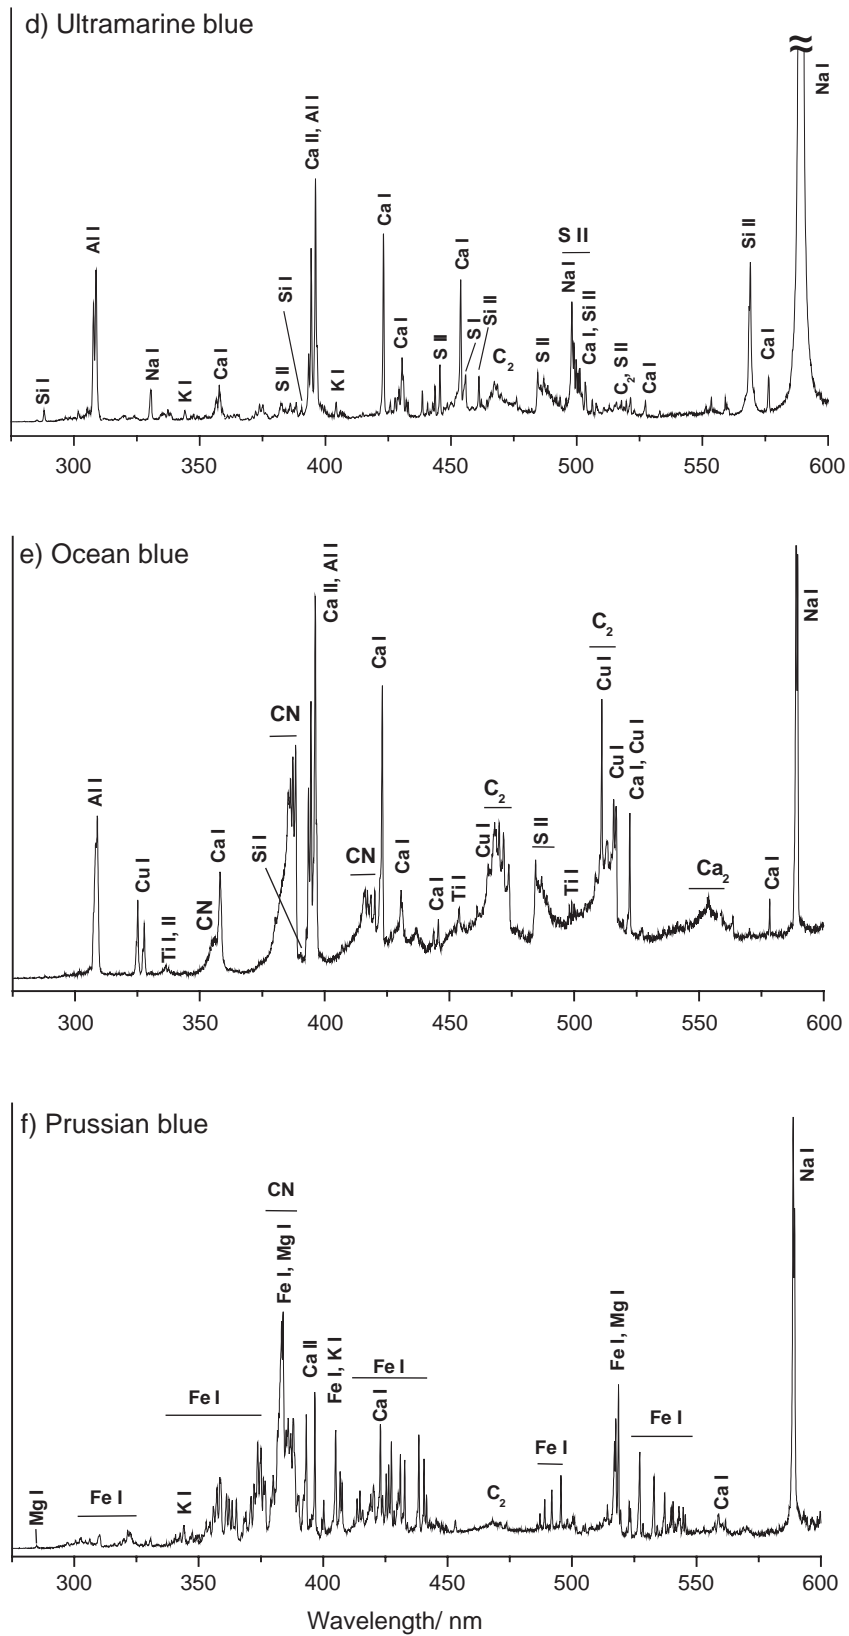 d) Ultramarine blue
Si I
Al I
Na I
K I
Ca I
S II
Si I
Ca II, Al I
K I
Ca I
Ca I
S II
Ca I
S I
Si II
C2
S II
S II
Na I
Ca I, Si II
C2, S II
Ca I
Si II
Ca I
Na I
300 350 400 450 500 550 600
e) Ocean blue
Al I
Cu I
Ti I, II
CN
Ca I
Si I
CN
Ca II, Al I
CN
Ca I
Ca I
Ca I
Ti I
Cu I
C2
S II
Ti I
C2
Cu I
Cu I
Ca I, Cu I
Ca2
Ca I
Na I
300 350 400 450 500 550 600
f) Prussian blue
Mg I
Fe I
K I
Fe I
CN
Fe I, Mg I
Ca II
Fe I, K I
Fe I
Ca I
C2
Fe I
Fe I, Mg I
Fe I
Ca I
Na I
300 350 400 450 500 550 600
Wavelength/ nm